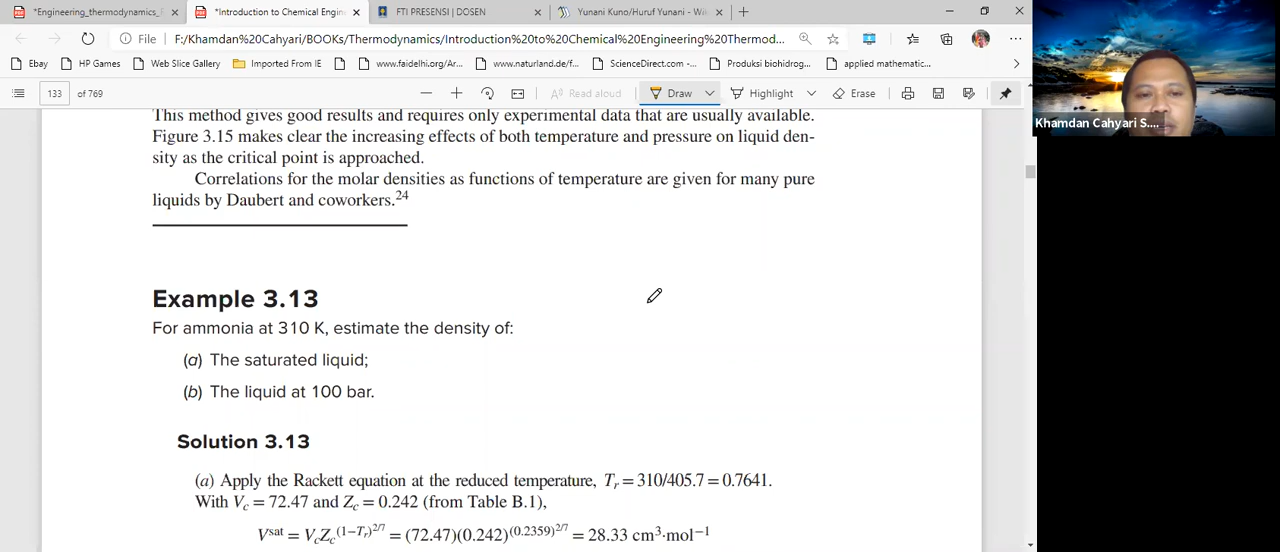 *Engineering_thermodynamics_
*Introduction to Chemical Engin
FTI PRESENSI | DOSEN
Yunani Kuno/Huruf Yunani - Wi
File
F:/Khamdan%20Cahyari/BOOKs/Thermodynamics/Introduction%20to%20Chemical%20Engineering%20Thermod...
Ebay
HP Games
Web Slice Gallery
Imported From IE
www.faidelhi.org/Ar...
www.naturland.de/f...
ScienceDirect.com -...
Produksi biohidrog...
applied mathematic...
133 of 769
Read aloud
Draw
Highlight
Erase
Khamdan Cahyari S....
This method gives good results and requires only experimental data that are usually available.
Figure 3.15 makes clear the increasing effects of both temperature and pressure on liquid den-
sity as the critical point is approached.
Correlations for the molar densities as functions of temperature are given for many pure
liquids by Daubert and coworkers.²⁴
Example 3.13
For ammonia at 310 K, estimate the density of:
(a) The saturated liquid;
(b) The liquid at 100 bar.
Solution 3.13
(a) Apply the Rackett equation at the reduced temperature, Tᵣ = 310/405.7 = 0.7641.
With V_c = 72.47 and Z_c = 0.242 (from Table B.1),
V^sat = V_c Z_c^(1−T_r)^2/7 = (72.47)(0.242)^(0.2359)^2/7 = 28.33 cm³·mol⁻¹